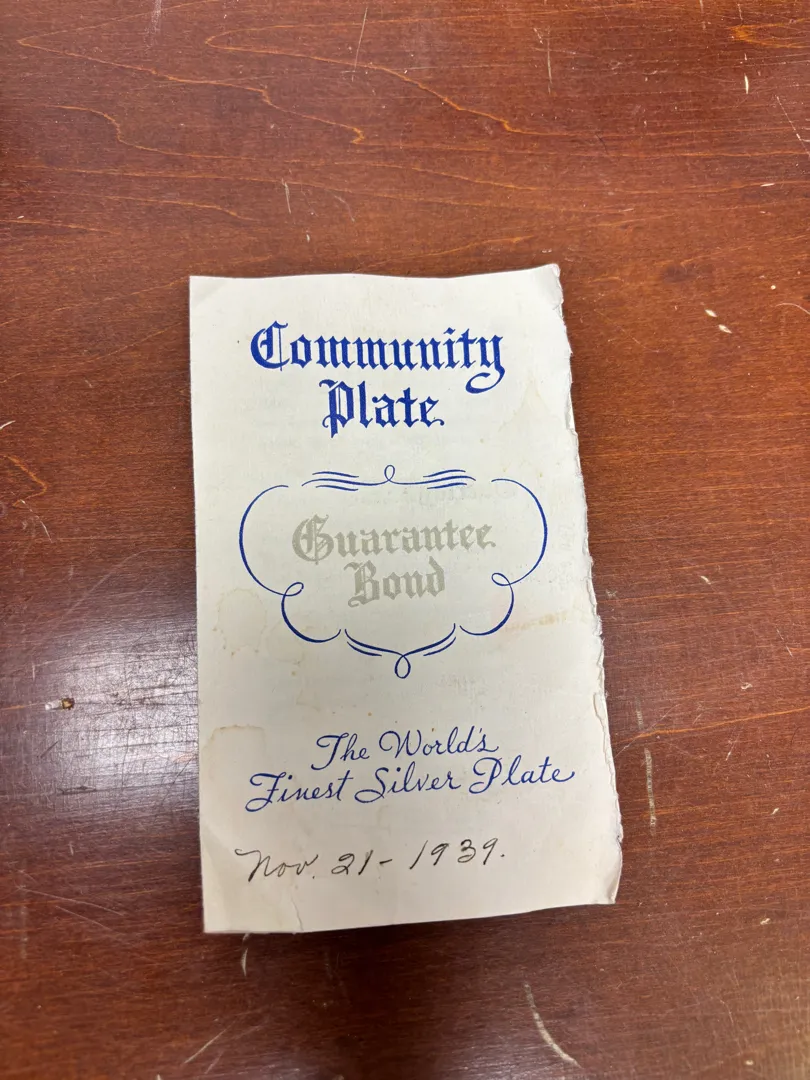 Community
Plate
Guarantee
Bond
The World's
Finest Silver Plate
Nov. 21 - 1939.